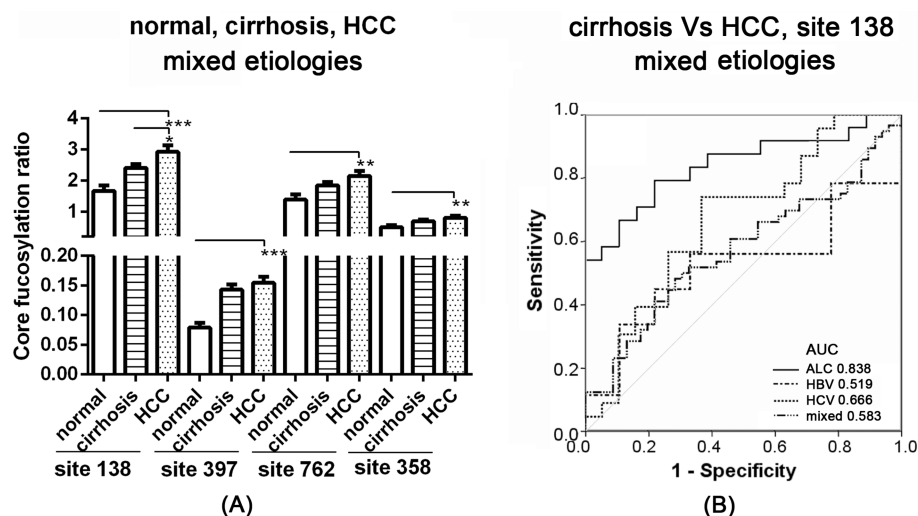 normal, cirrhosis, HCC
mixed etiologies
Core fucosylation ratio
4
3
2
1
0.20
0.15
0.10
0.05
0.00
***
*
***
**
**
normal
cirrhosis
HCC
normal
cirrhosis
HCC
normal
cirrhosis
HCC
normal
cirrhosis
HCC
site 138
site 397
site 762
site 358
(A)
cirrhosis Vs HCC, site 138
mixed etiologies
Sensitivity
1.0
0.8
0.6
0.4
0.2
0.0
AUC
ALC 0.838
HBV 0.519
HCV 0.666
mixed 0.583
0.0 0.2 0.4 0.6 0.8 1.0
1 - Specificity
(B)